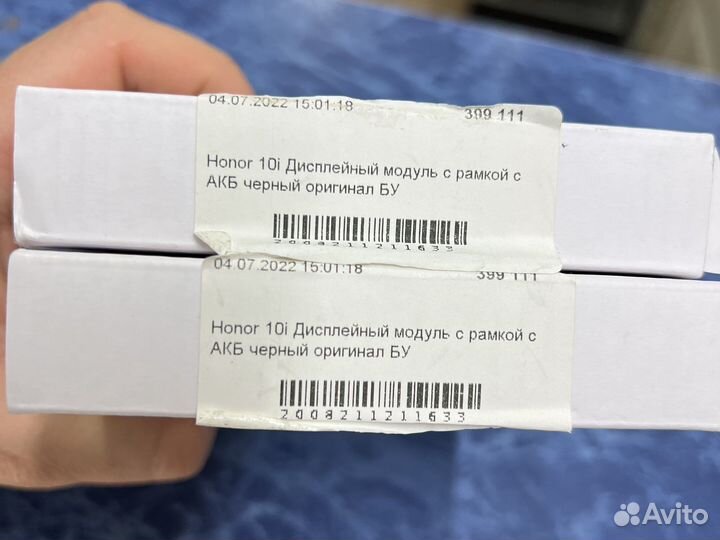 04.07.2022 15:01:18 399 111
Honor 10i Дисплейный модуль с рамкой с
АКБ черный оригинал БУ
2008211211633
04.07.2022 15:01:18 399 111
Honor 10i Дисплейный модуль с рамкой с
АКБ черный оригинал БУ
2008211211633
Avito